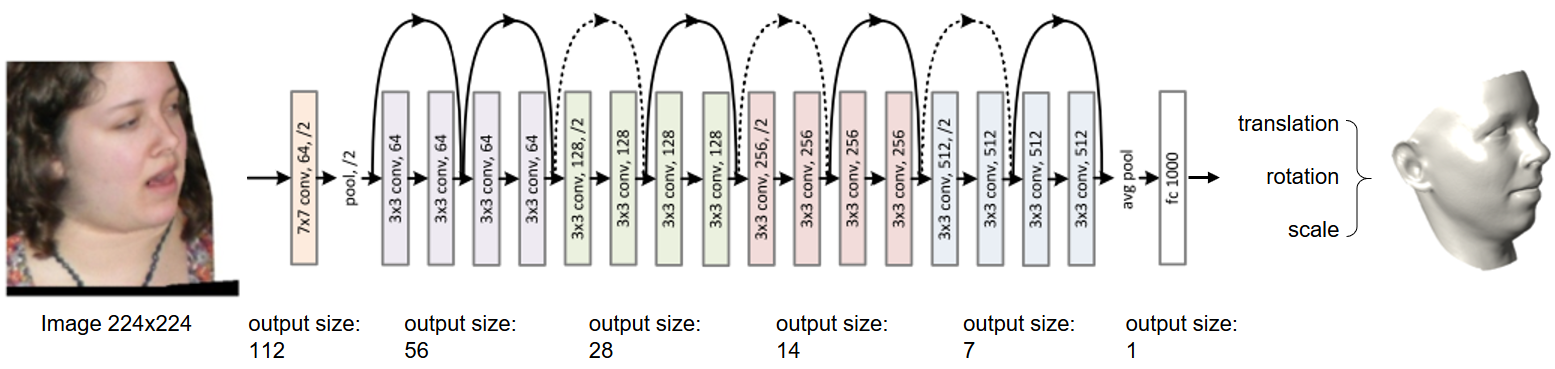 7x7 conv, 64, /2
pool, /2
3x3 conv, 64
3x3 conv, 64
3x3 conv, 64
3x3 conv, 64
3x3 conv, 128, /2
3x3 conv, 128
3x3 conv, 128
3x3 conv, 128
3x3 conv, 256, /2
3x3 conv, 256
3x3 conv, 256
3x3 conv, 256
3x3 conv, 512, /2
3x3 conv, 512
3x3 conv, 512
3x3 conv, 512
avg pool
fc 1000
translation
rotation
scale
Image 224x224
output size:
112
output size:
56
output size:
28
output size:
14
output size:
7
output size:
1